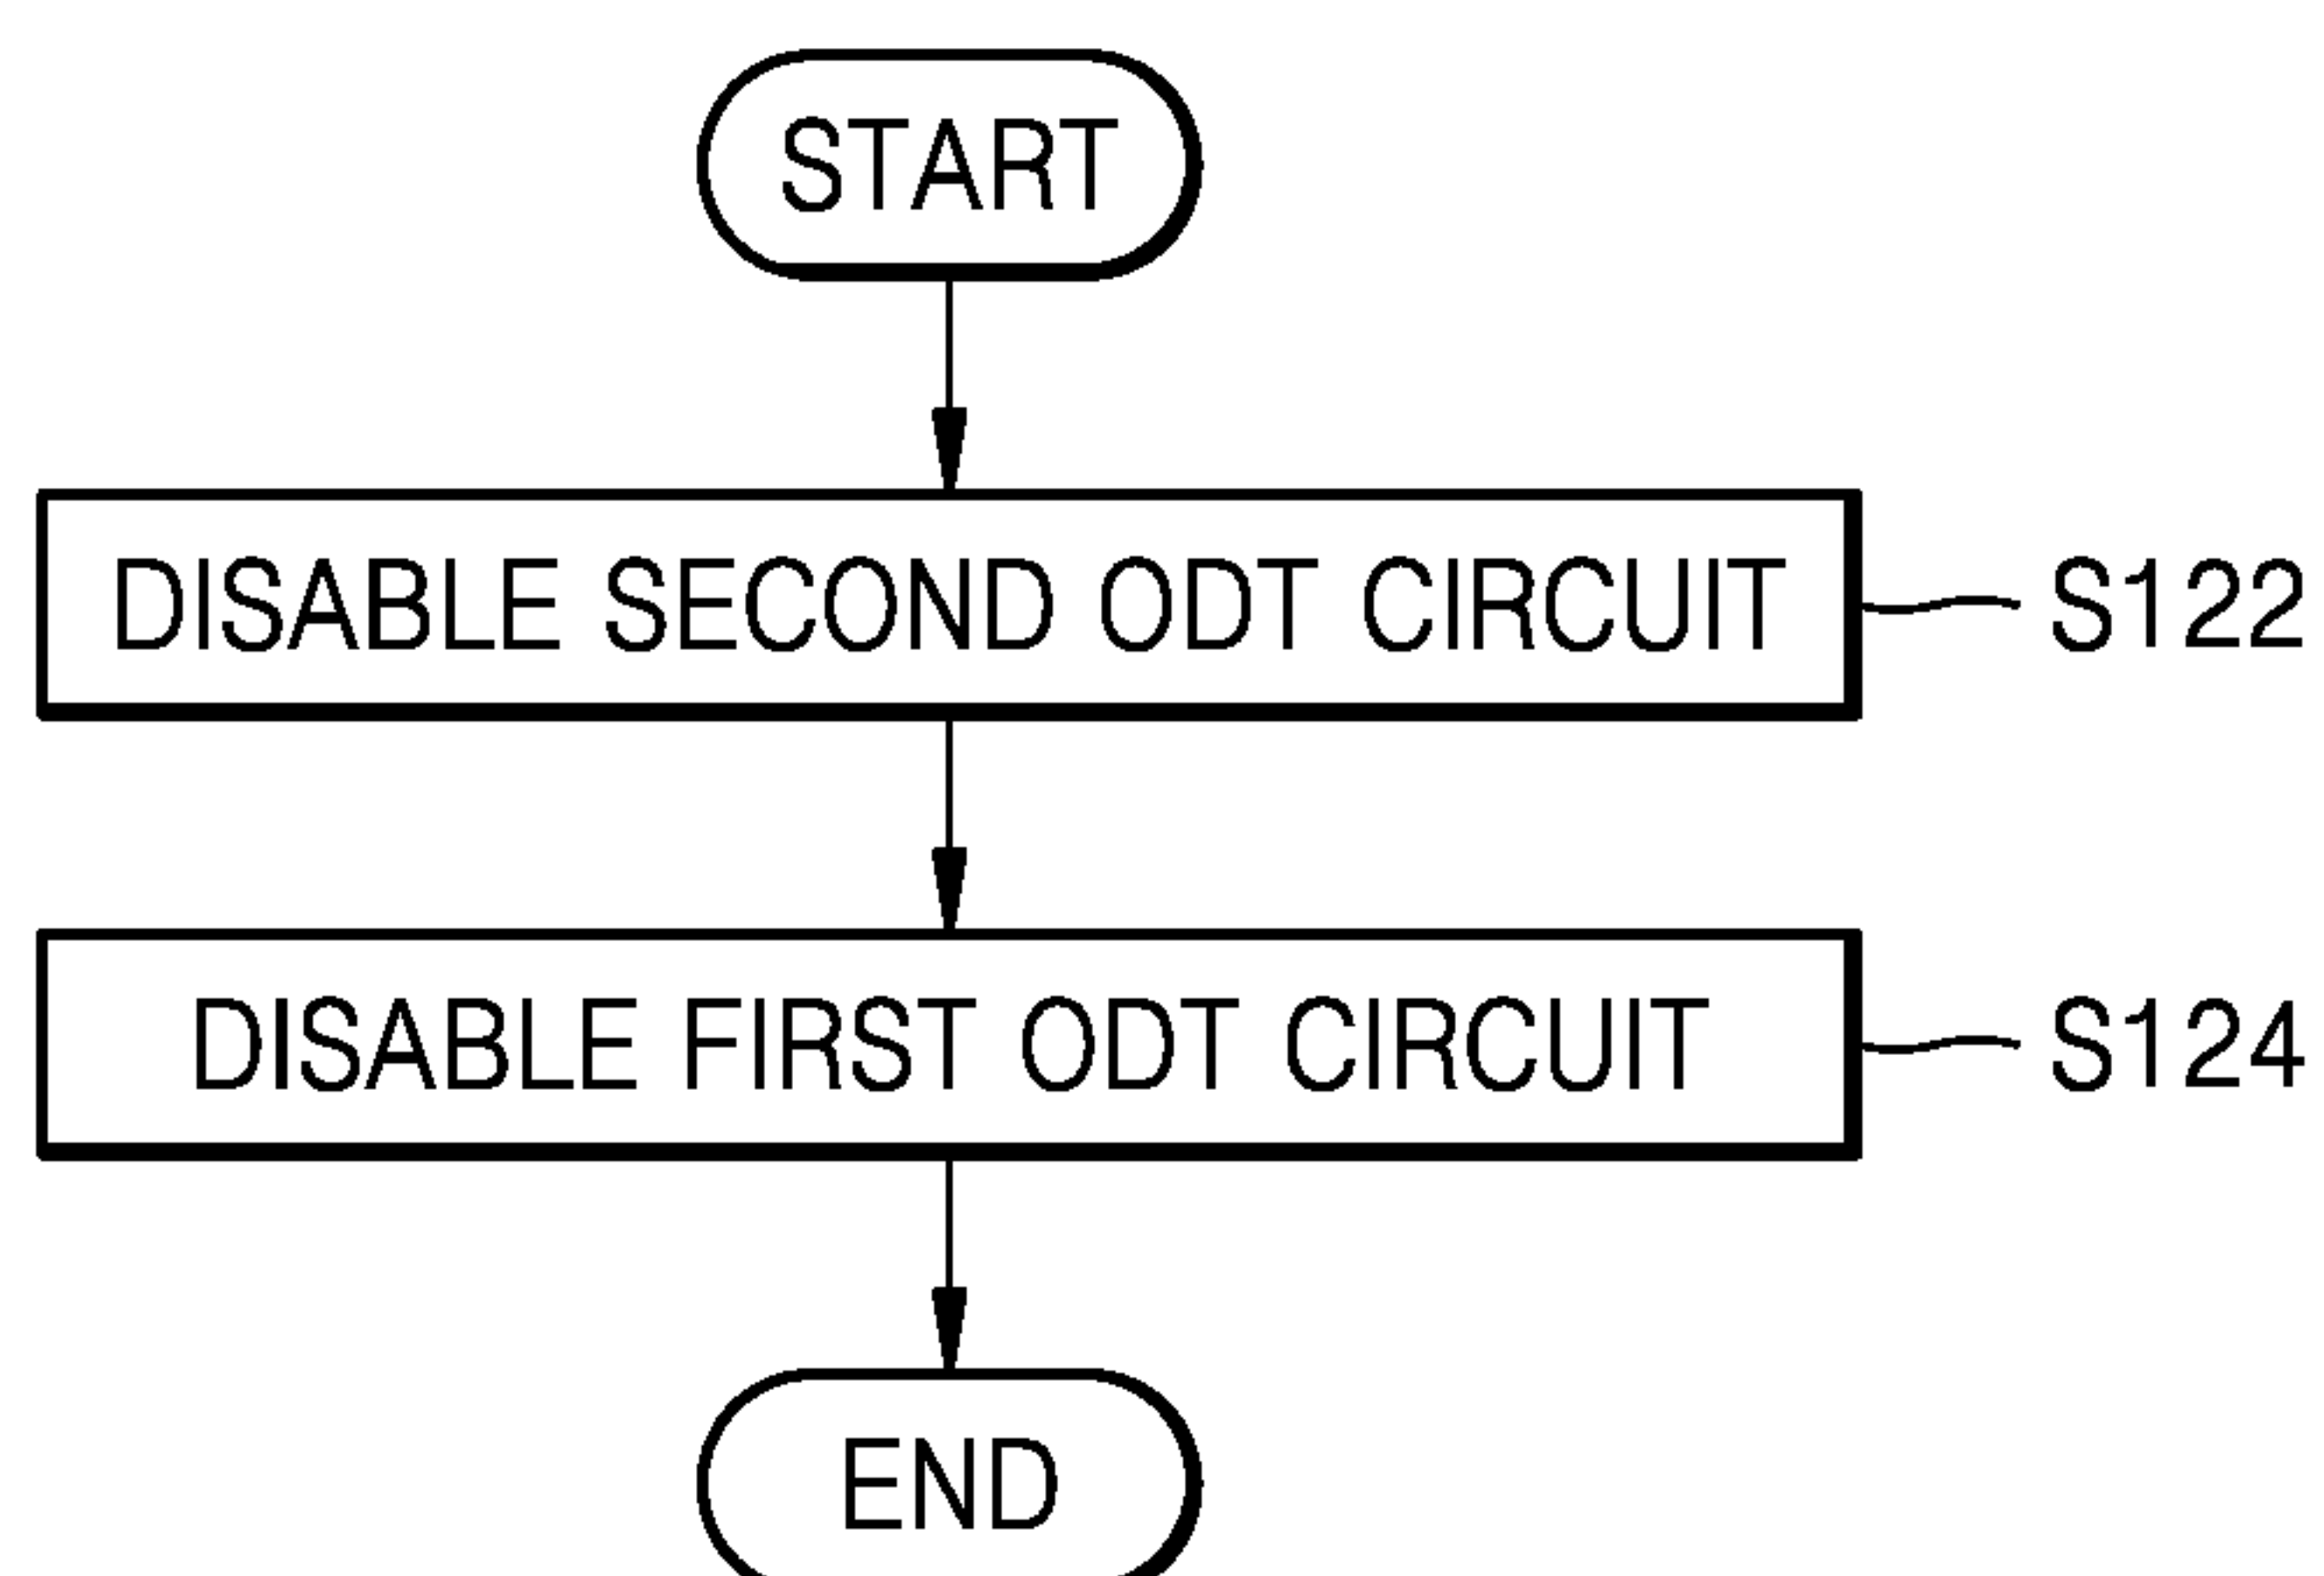 START
DISABLE SECOND ODT CIRCUIT
S122
DISABLE FIRST ODT CIRCUIT
S124
END